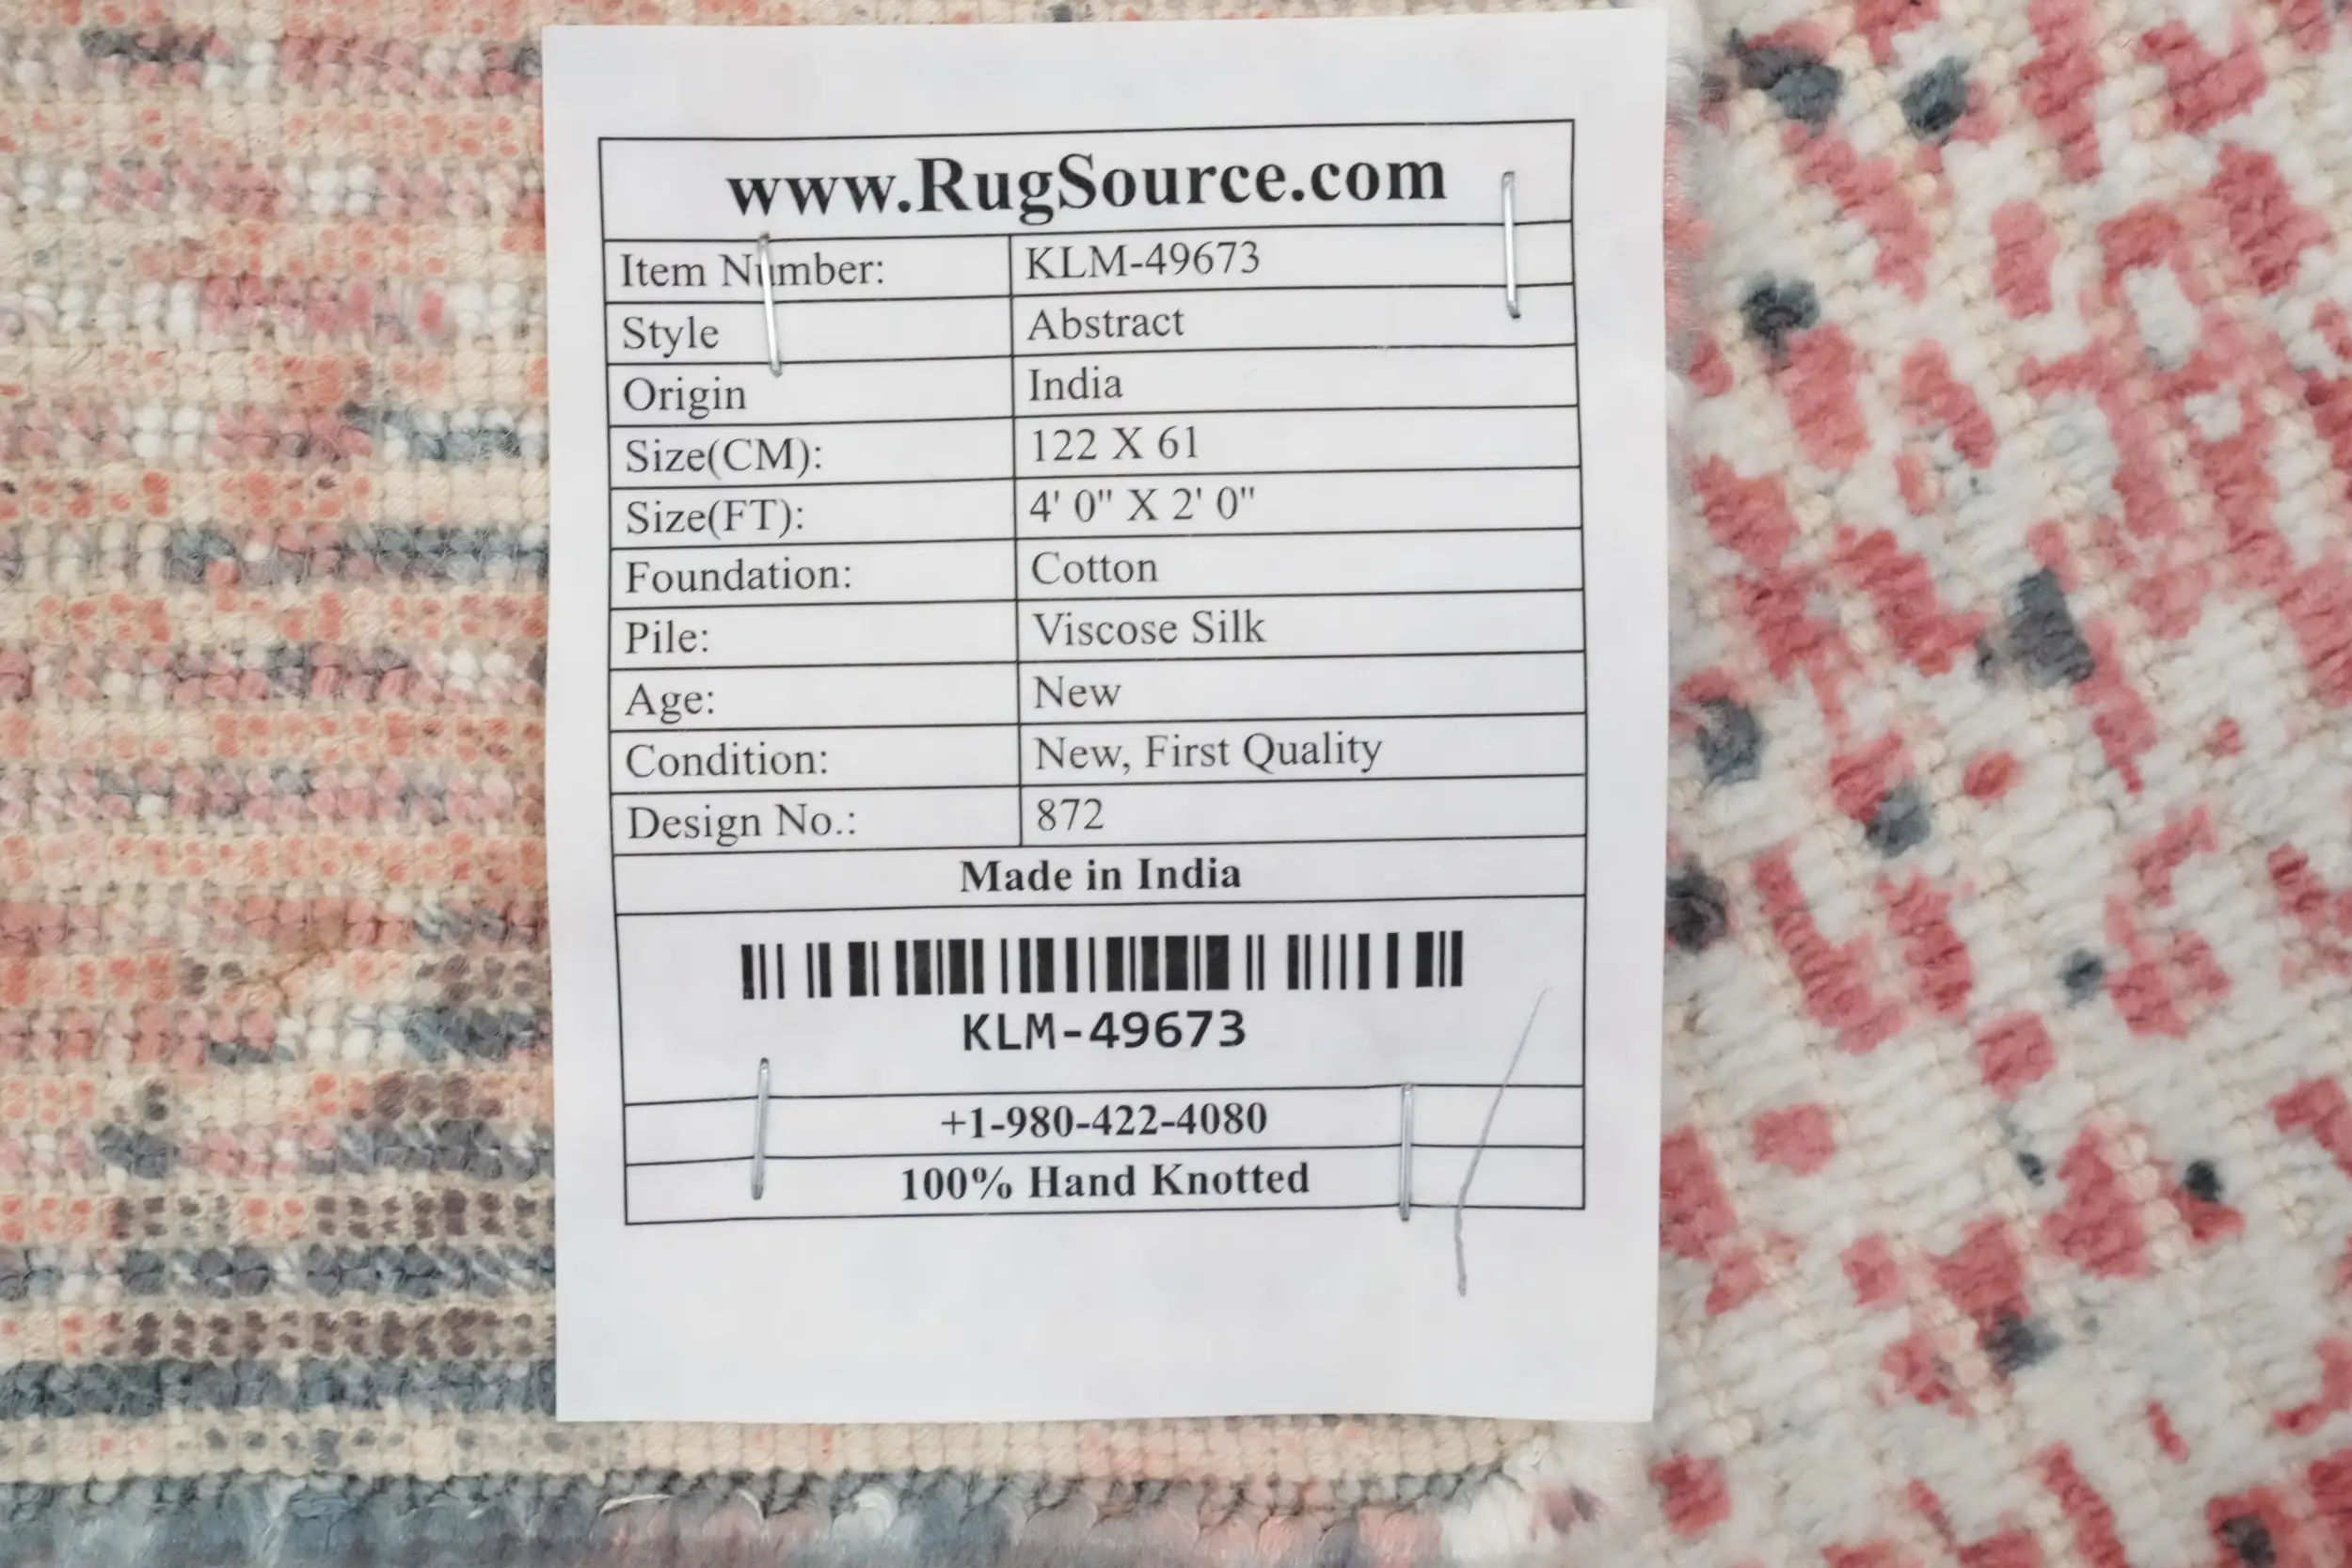 www.RugSource.com
Item Number: KLM-49673
Style Abstract
Origin India
Size(CM): 122 X 61
Size(FT): 4' 0" X 2' 0"
Foundation: Cotton
Pile: Viscose Silk
Age: New
Condition: New, First Quality
Design No.: 872
Made in India
KLM-49673
+1-980-422-4080
100% Hand Knotted